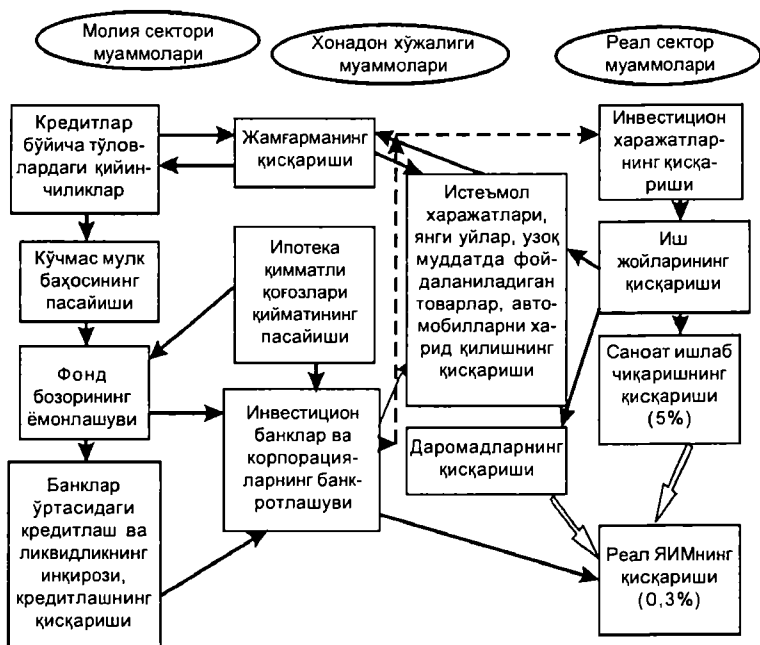 Молия сектори
муаммолари
Хонадон хўжалиги
муаммолари
Реал сектор
муаммолари
Кредитлар
бўйича тўлов-
лардаги қийин-
чиликлар
Жамғарманинг
қисқариши
Инвестицион
харажатлар-
нинг қисқа-
риши
Кўчмас мулк
баҳосининг
пасайиши
Ипотека
қимматли
қоғозлари
қийматининг
пасайиши
Истеъмол
харажатлари,
янги уйлар, узоқ
муддатда фой-
даланиладиган
товарлар, авто-
мобилларни ха-
рид қилишнинг
қисқариши
Иш
жойларининг
қисқариши
Фонд
бозорининг
ёмонлашуви
Инвестицион
банклар ва
корпорация-
ларнинг банк-
ротлашуви
Саноат ишлаб
чиқаришнинг
қисқариши
(5%)
Даромадларнинг
қисқариши
Банклар
ўртасидаги
кредитлаш ва
ликвидликнинг
инқирози,
кредитлашнинг
қисқариши
Реал ЯИМнинг
қисқариши
(0,3%)